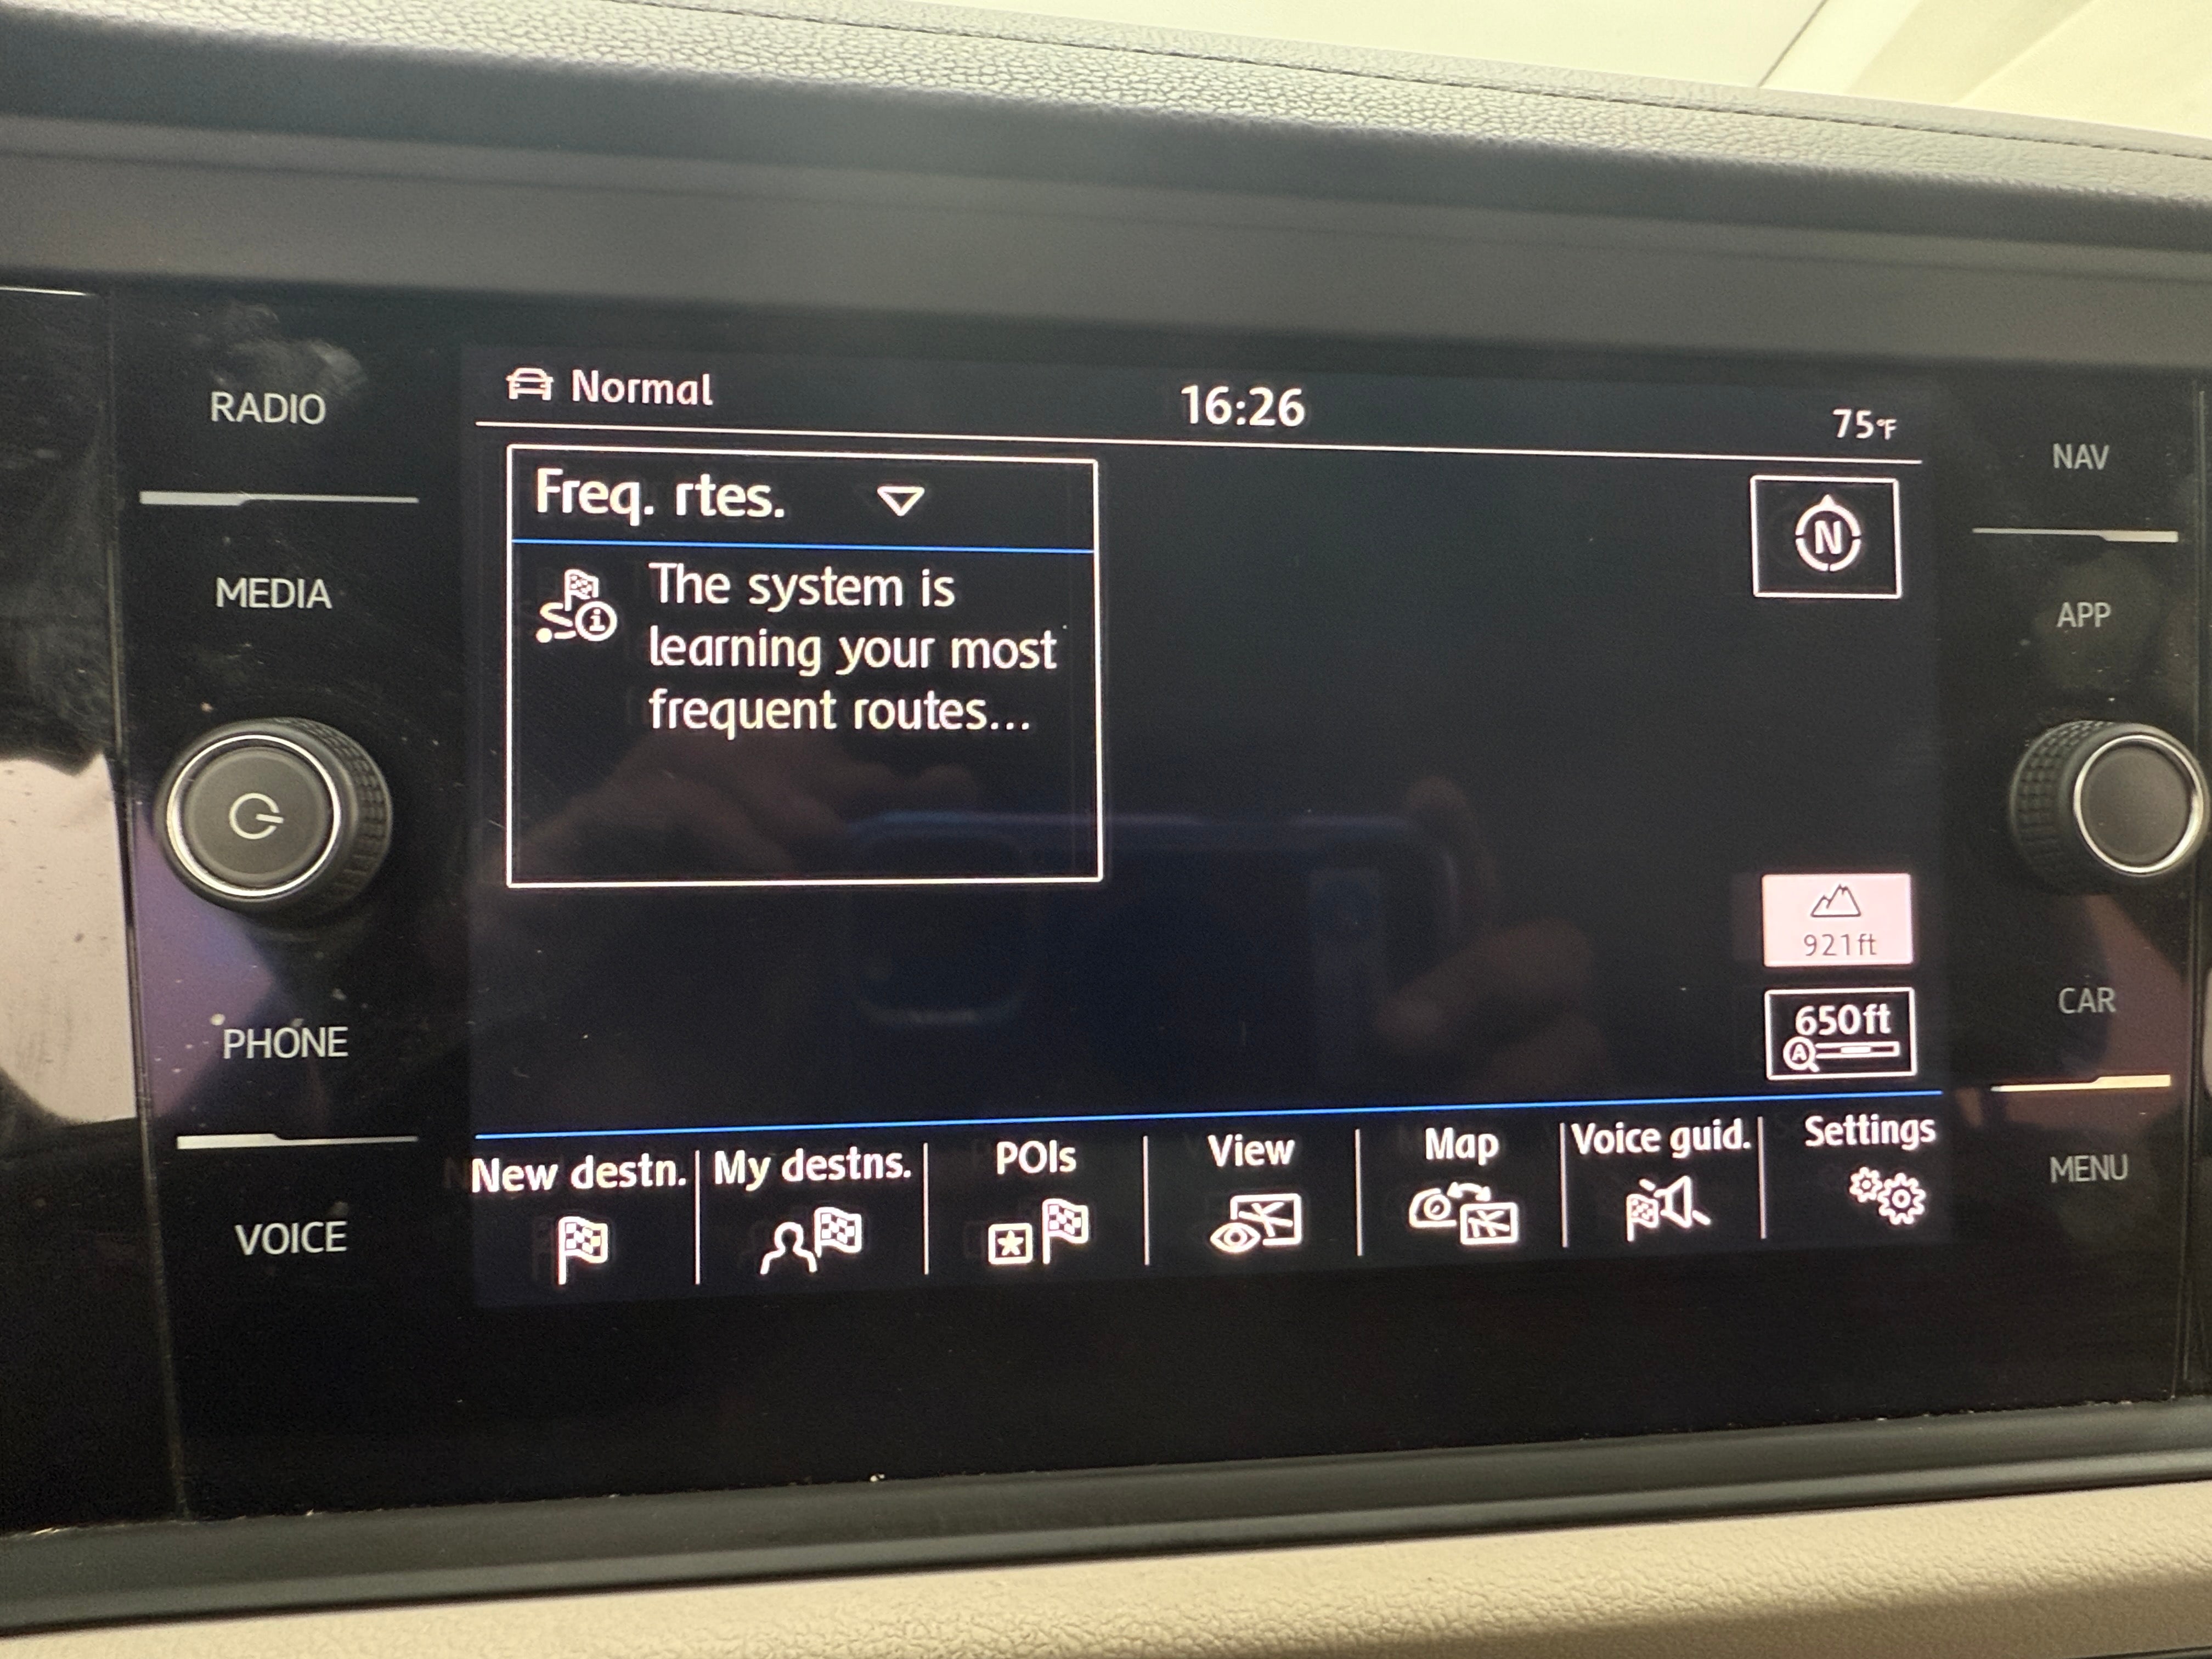 RADIO
MEDIA
PHONE
VOICE
Normal
16:26
75°F
Freq. rtes.
The system is
learning your most
frequent routes...
N
921ft
650ft
A
New destn.
My destns.
POIs
View
Map
Voice guid.
Settings
NAV
APP
CAR
MENU